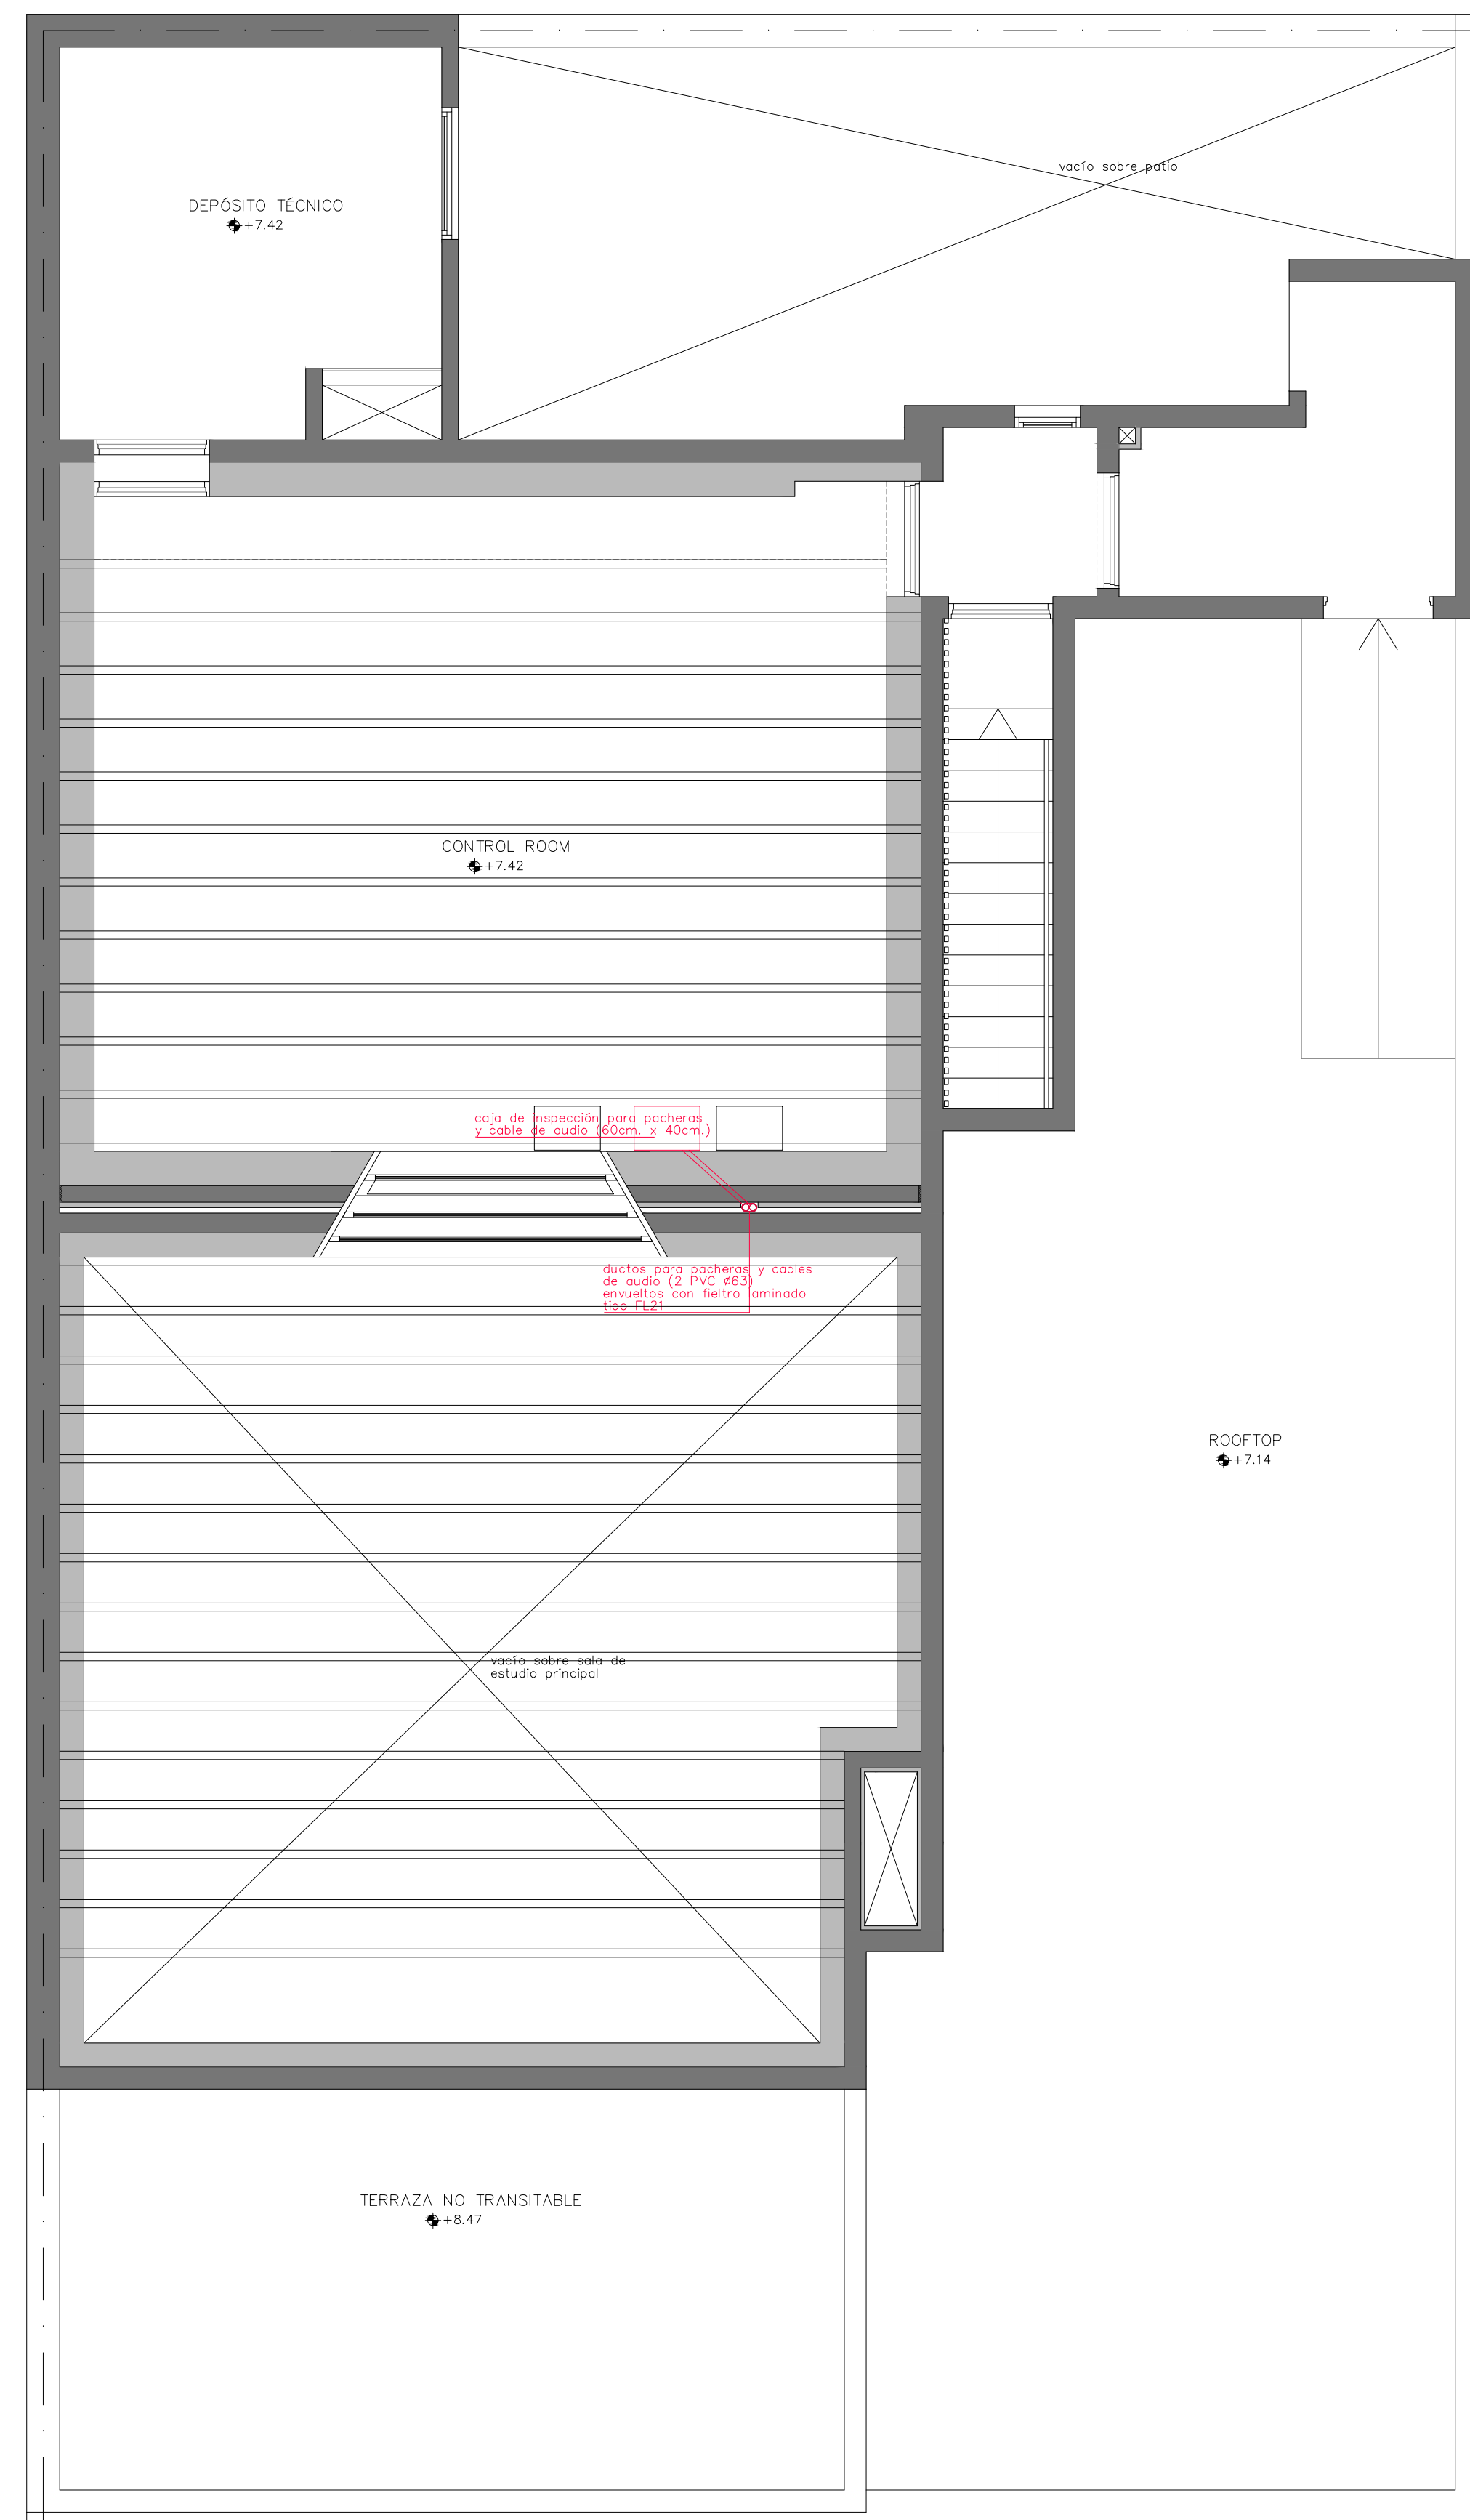 vacío sobre patio
DEPÓSITO TÉCNICO
+7.42
CONTROL ROOM
+7.42
caja de inspección para pacheras
y cable de audio (60cm. x 40cm.)
ductos para pacheras y cables
de audio (2 PVC Ø63)
envueltos con fieltro laminado
tipo FL21
ROOFTOP
+7.14
vacío sobre sala de
estudio principal
TERRAZA NO TRANSITABLE
+8.47